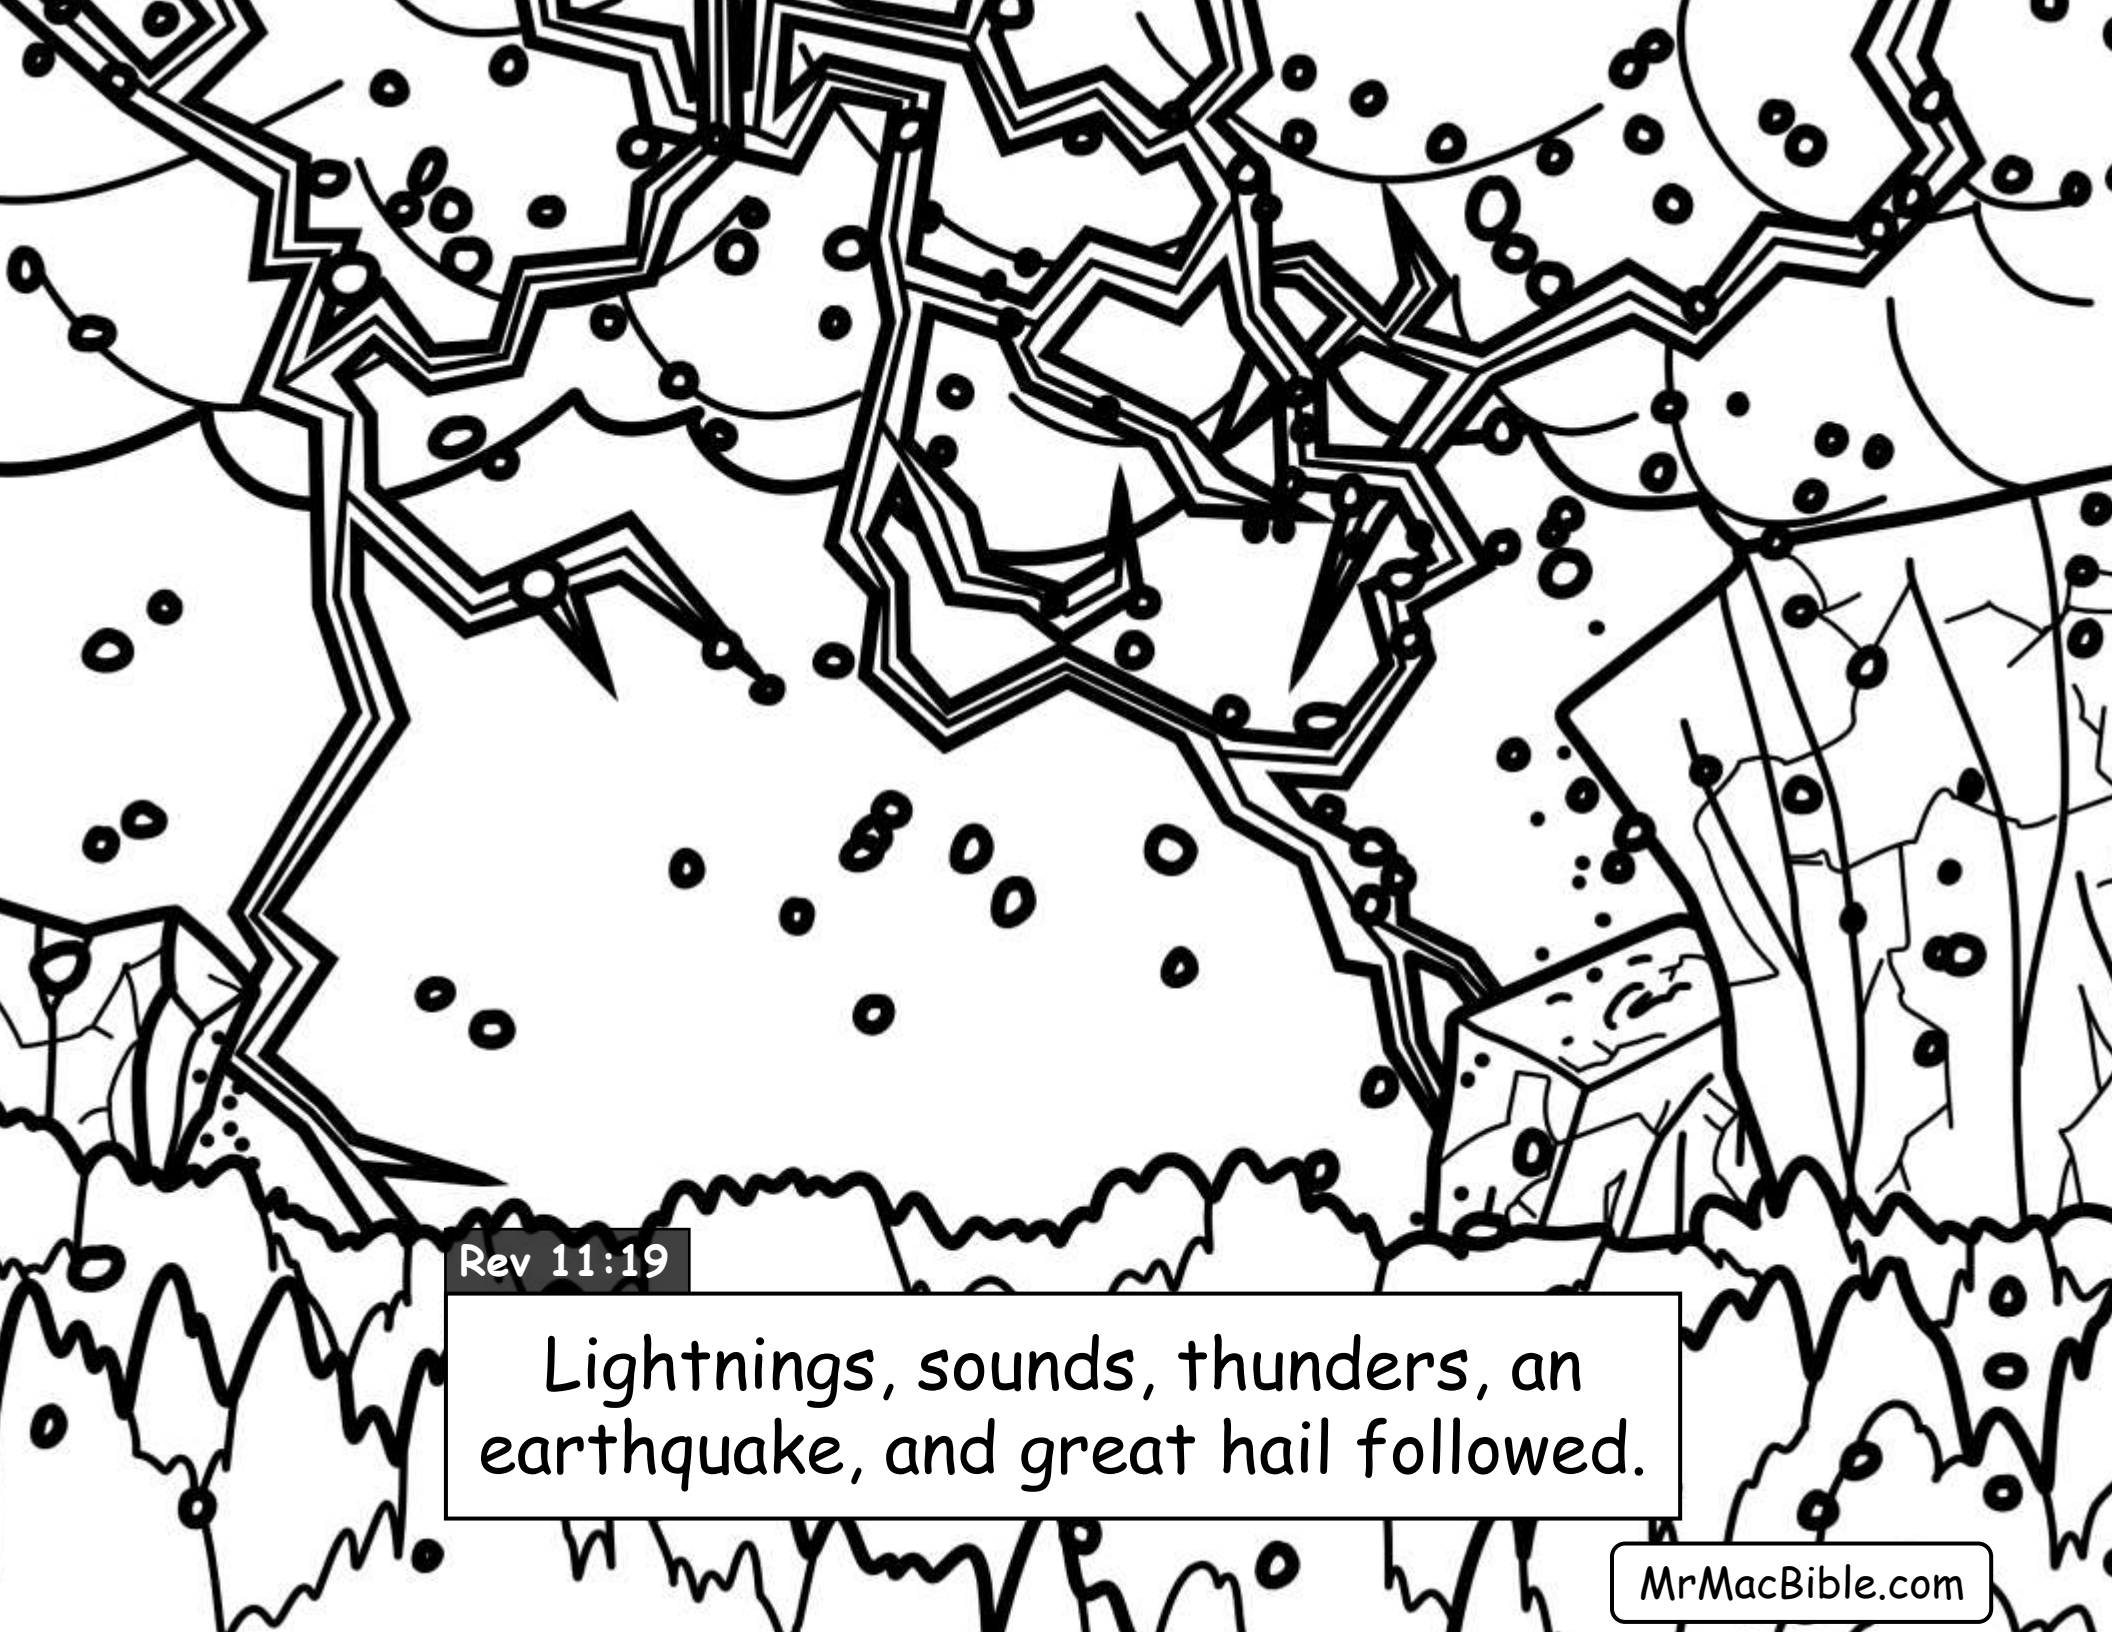 Rev 11:19
Lightnings, sounds, thunders, an
earthquake, and great hail followed.
MrMacBible.com